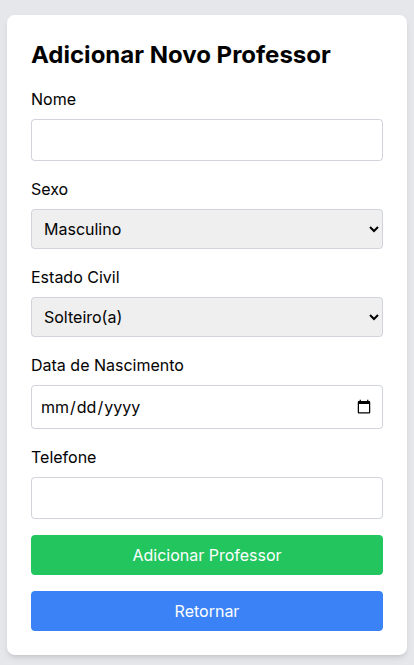 Adicionar Novo Professor
Nome
Sexo
Masculino
Estado Civil
Solteiro(a)
Data de Nascimento
mm/dd/yyyy
Telefone
Adicionar Professor
Retornar